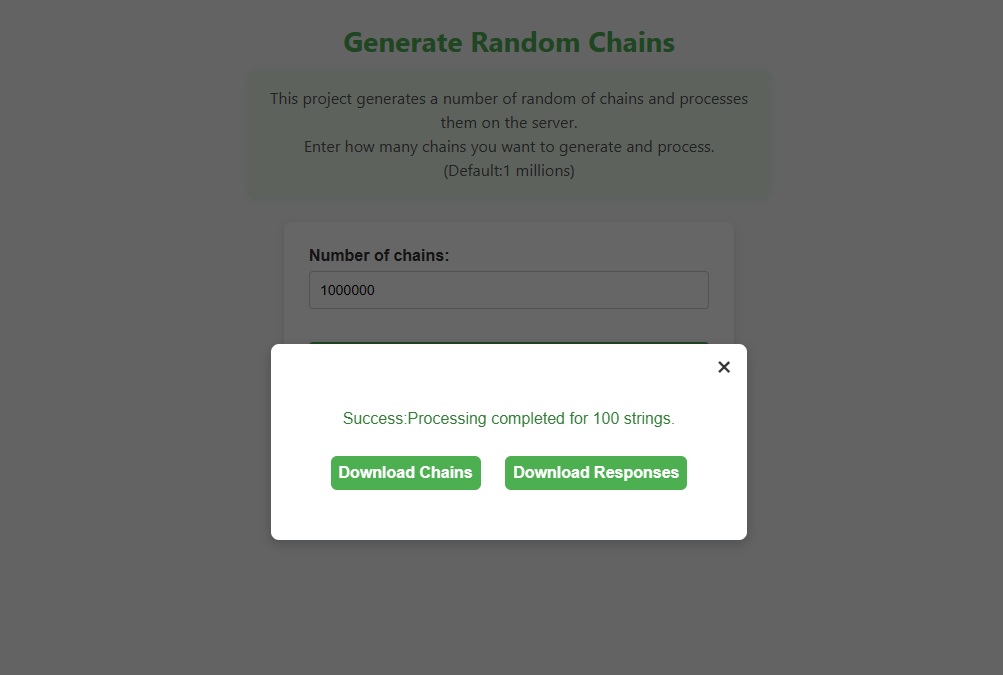 Generate Random Chains
This project generates a number of random of chains and processes
them on the server.
Enter how many chains you want to generate and process.
(Default:1 millions)
Number of chains:
1000000
×
Success:Processing completed for 100 strings.
Download Chains
Download Responses